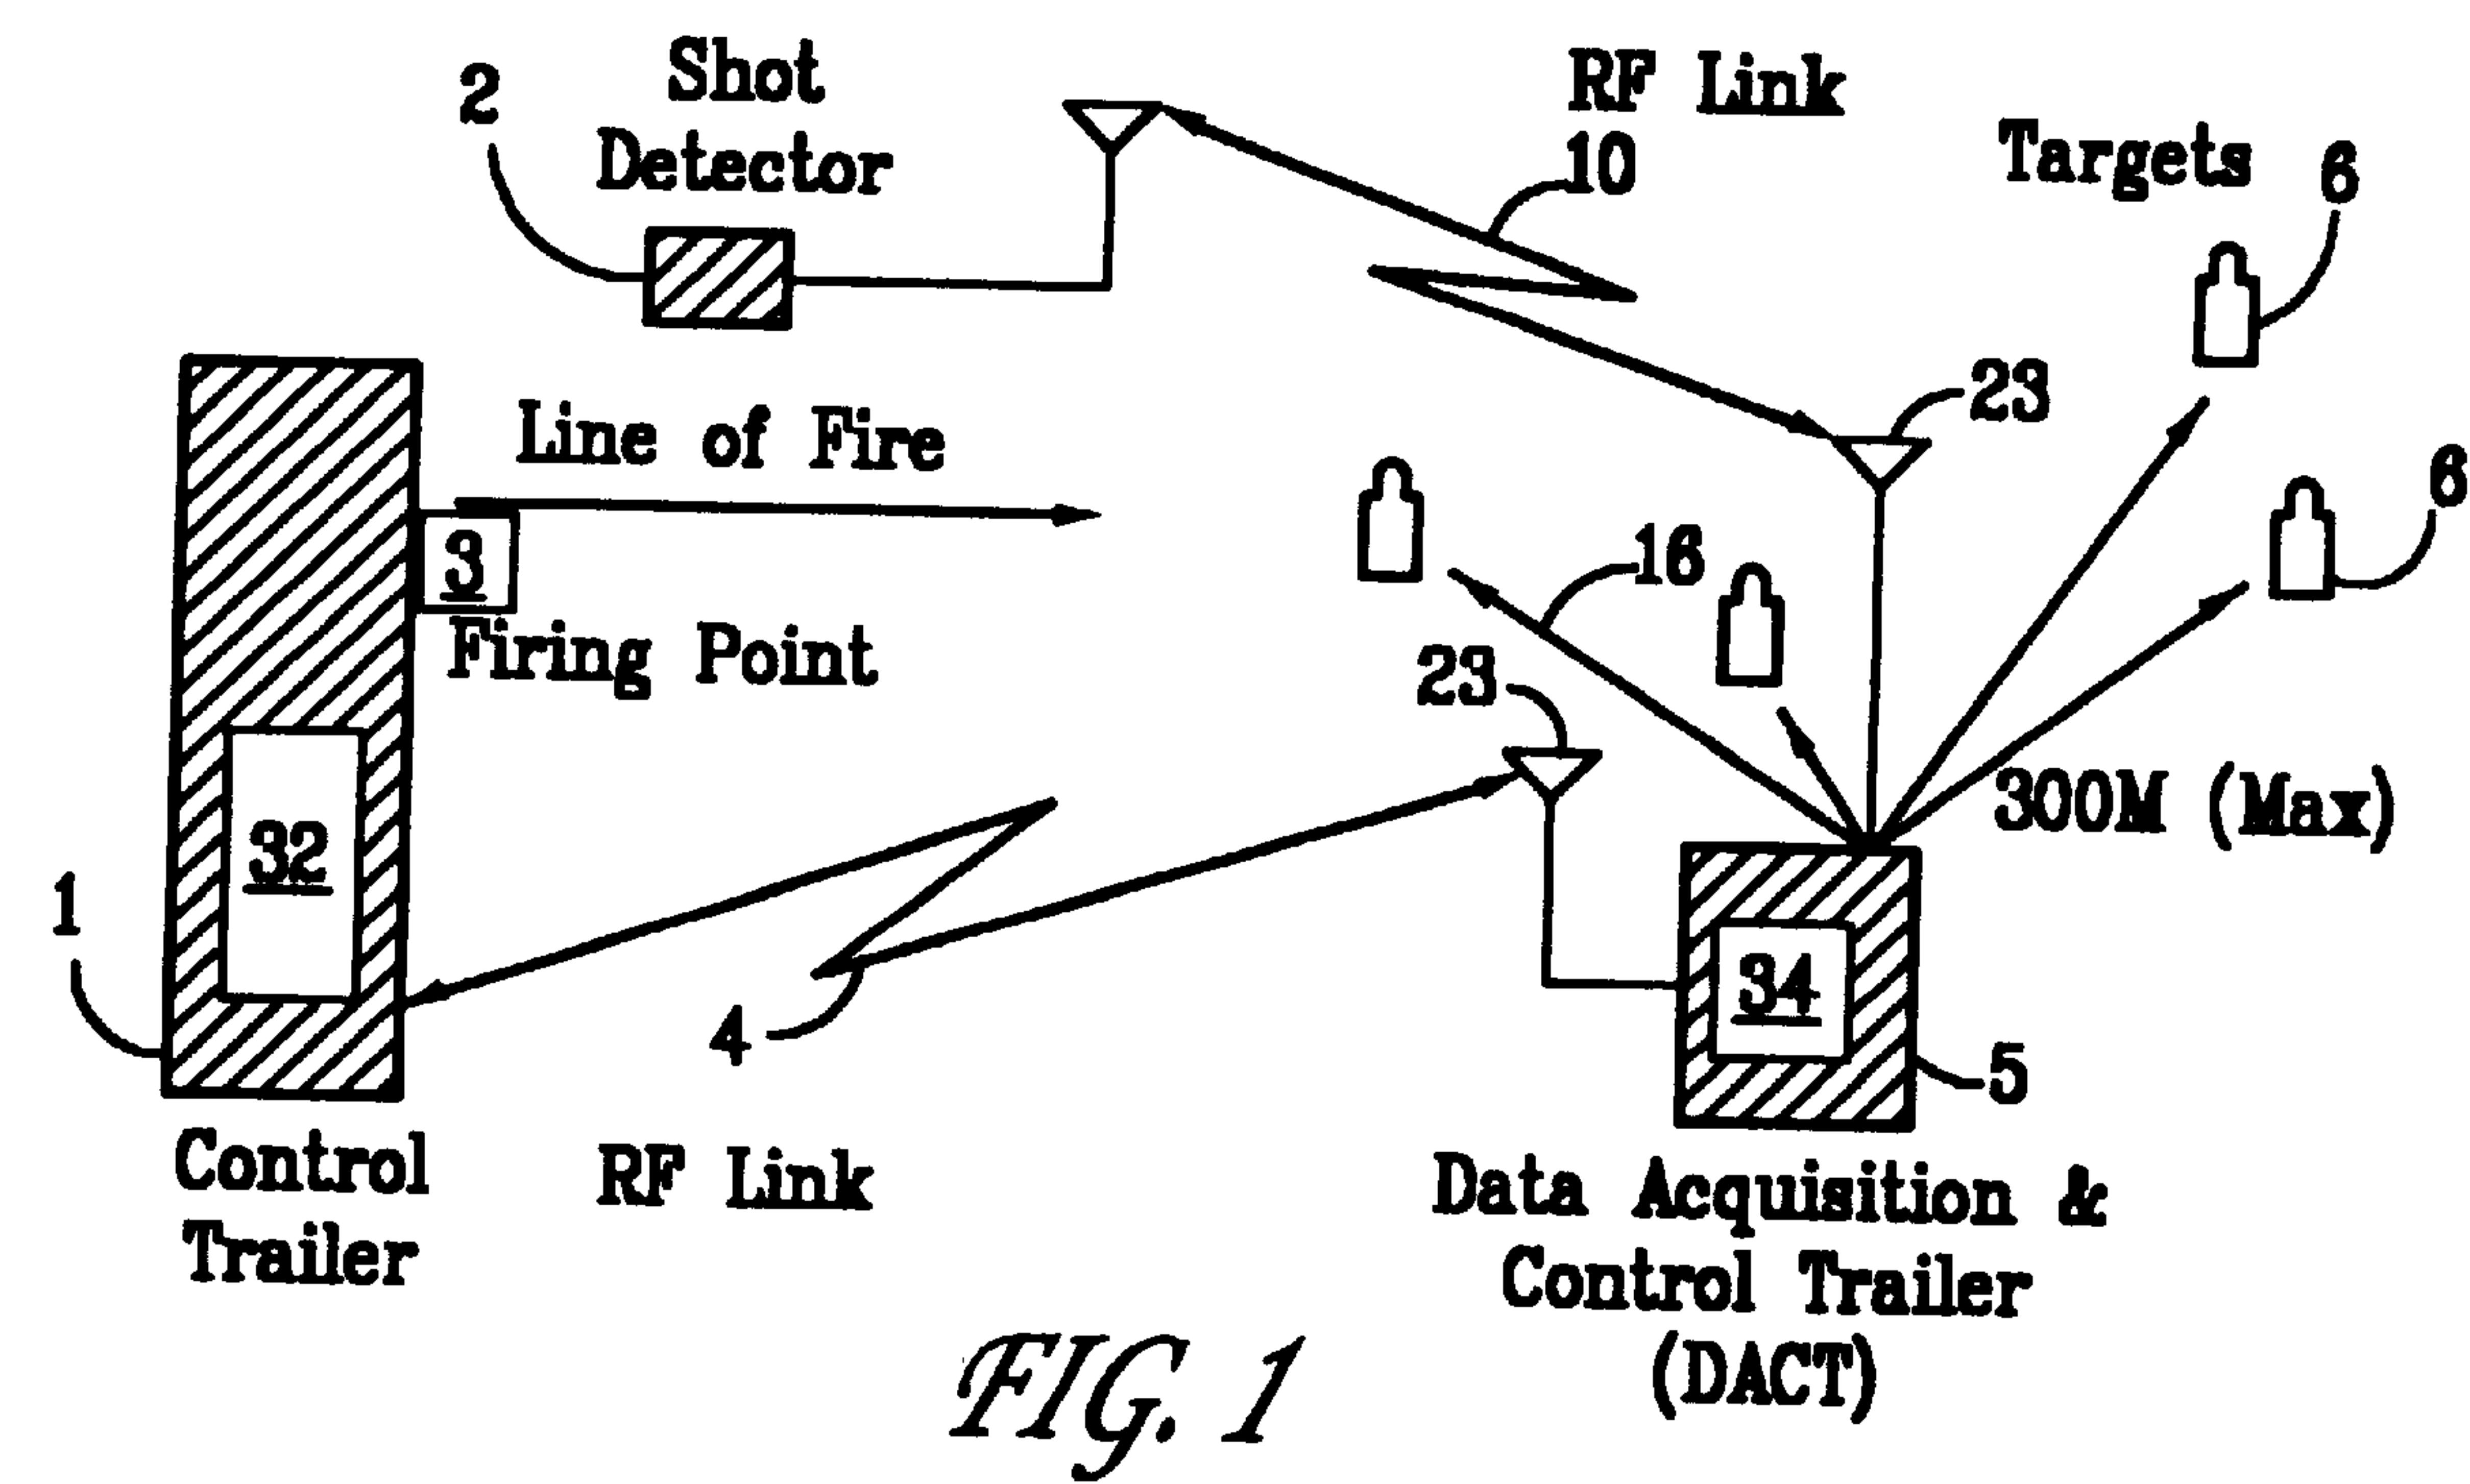 2
Shot
Detector
RF Link
10
Targets
6
23
Line of Fire
3
Firing Point
16
6
23
300M (Max)
32
1
34
4
5
Control
Trailer
RF Link
Data Acquisition &
Control Trailer
(DACT)
FIG. 1